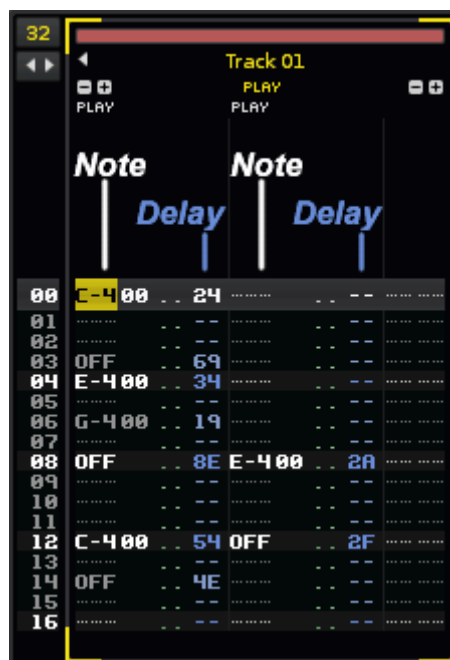 32
Track 01
PLAY
PLAY PLAY
Note Note
Delay Delay
00 C-400 .. 24 ...... .. -- ...... ......
01 ...... .. -- ...... .. -- ...... ......
02 ...... .. -- ...... .. -- ...... ......
03 OFF .. 69 ...... .. -- ...... ......
04 E-400 .. 34 ...... .. -- ...... ......
05 ...... .. -- ...... .. -- ...... ......
06 G-400 .. 19 ...... .. -- ...... ......
07 ...... .. -- ...... .. -- ...... ......
08 OFF .. 8E E-400 .. 2A ...... ......
09 ...... .. -- ...... .. -- ...... ......
10 ...... .. -- ...... .. -- ...... ......
11 ...... .. -- ...... .. -- ...... ......
12 C-400 .. 54 OFF .. 2F ...... ......
13 ...... .. -- ...... .. -- ...... ......
14 OFF .. 4E ...... .. -- ...... ......
15 ...... .. -- ...... .. -- ...... ......
16 ...... .. -- ...... .. -- ...... ......